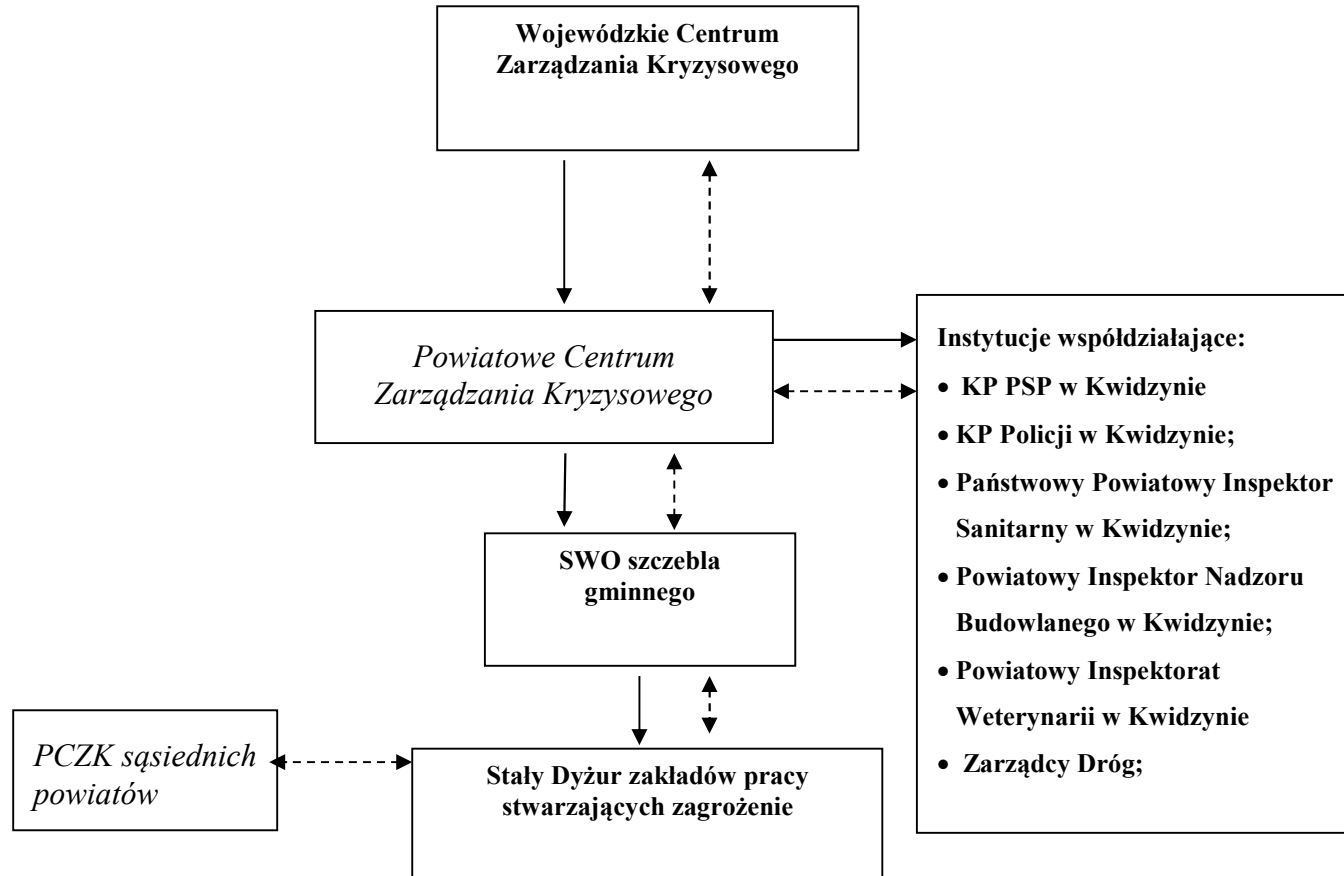 Wojewódzkie Centrum
Zarządzania Kryzysowego
Powiatowe Centrum
Zarządzania Kryzysowego
Instytucje współdziałające:
• KP PSP w Kwidzynie
• KP Policji w Kwidzynie;
• Państwowy Powiatowy Inspektor
Sanitarny w Kwidzynie;
• Powiatowy Inspektor Nadzoru
Budowlanego w Kwidzynie;
• Powiatowy Inspektorat
Weterynarii w Kwidzynie
• Zarządcy Dróg;
SWO szczebla
gminnego
PCZK sąsiednich
powiatów
Stały Dyżur zakładów pracy
stwarzających zagrożenie